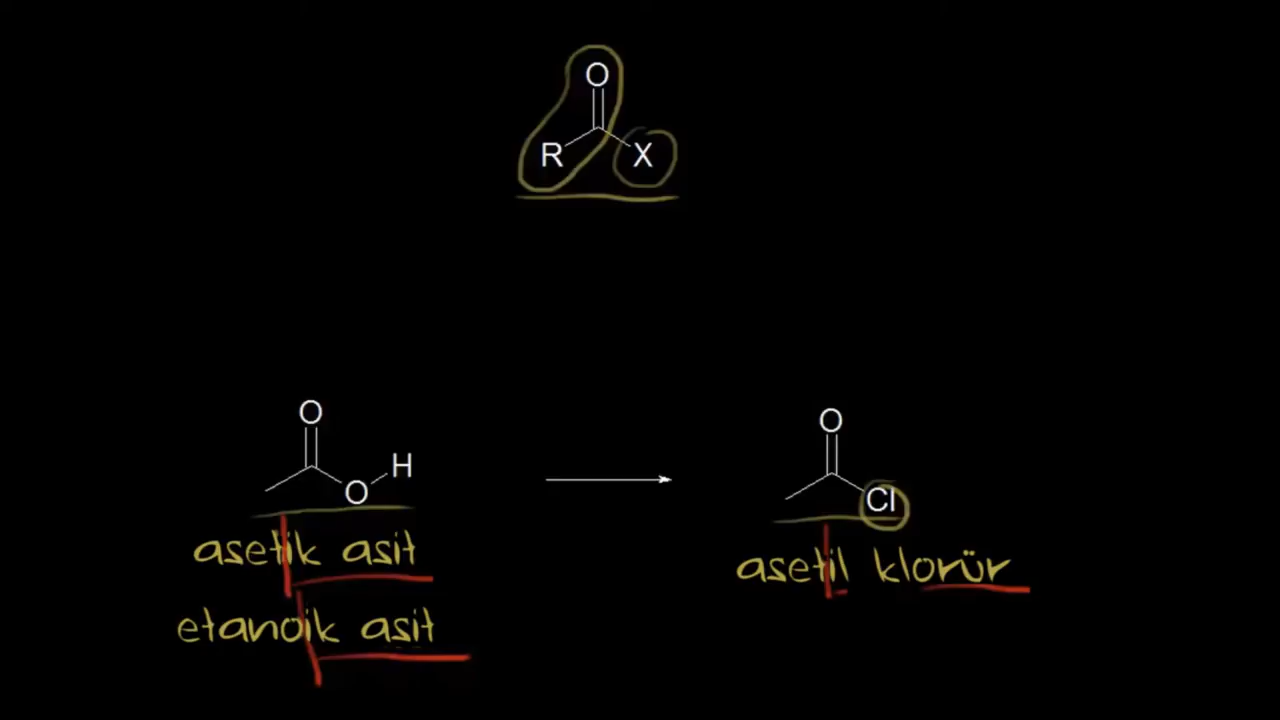 O
R X
O
H
O
asetik asit
etanoik asit
O
Cl
asetil klorür